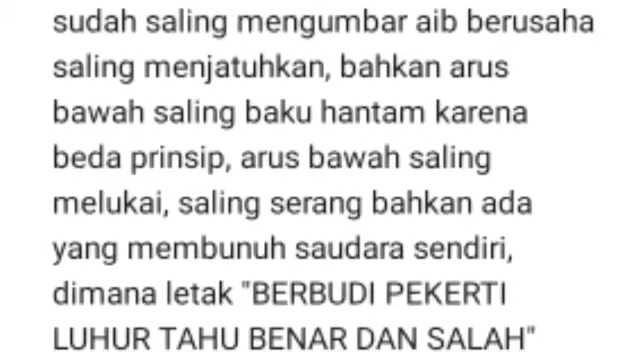 sudah saling mengumbar aib berusaha
saling menjatuhkan, bahkan arus
bawah saling baku hantam karena
beda prinsip, arus bawah saling
melukai, saling serang bahkan ada
yang membunuh saudara sendiri,
dimana letak "BERBUDI PEKERTI
LUHUR TAHU BENAR DAN SALAH"